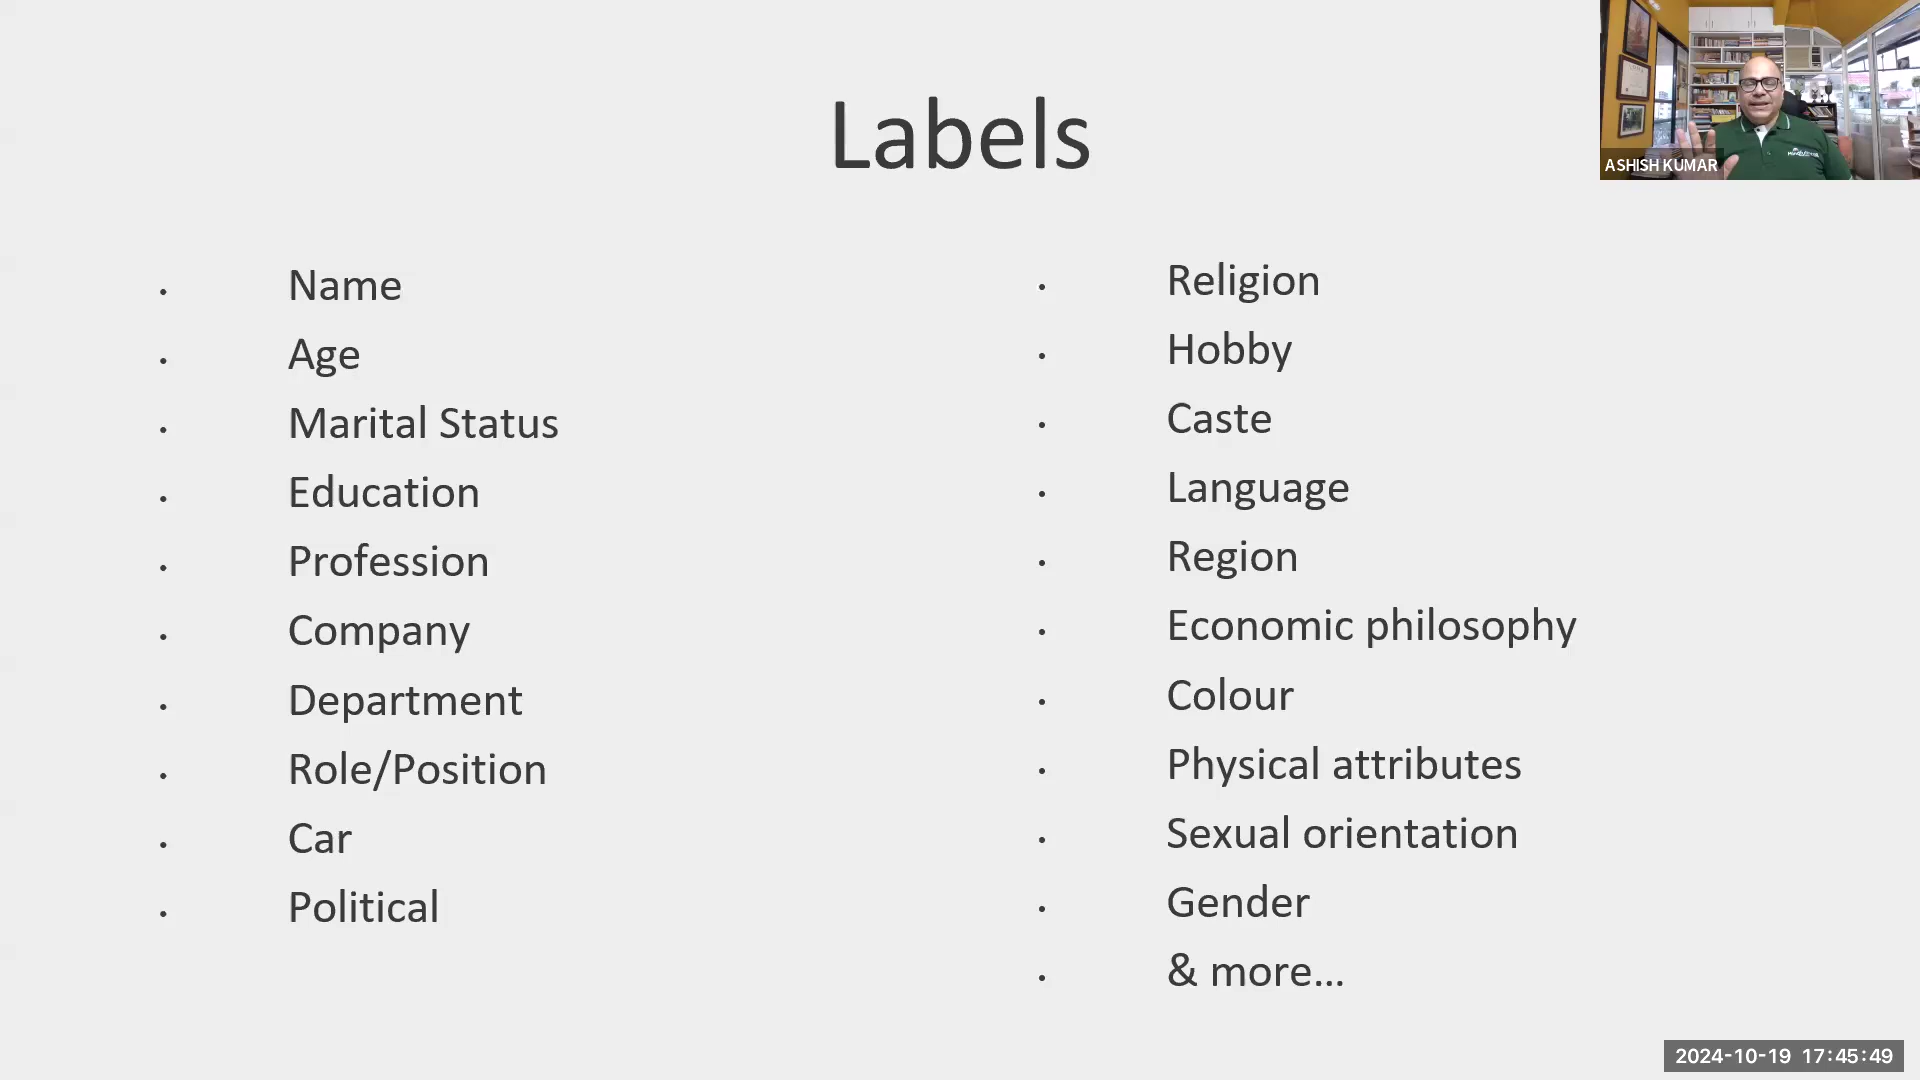 Labels
ASHISH KUMAR
• Name
• Age
• Marital Status
• Education
• Profession
• Company
• Department
• Role/Position
• Car
• Political
• Religion
• Hobby
• Caste
• Language
• Region
• Economic philosophy
• Colour
• Physical attributes
• Sexual orientation
• Gender
• & more...
2024-10-19 17:45:49